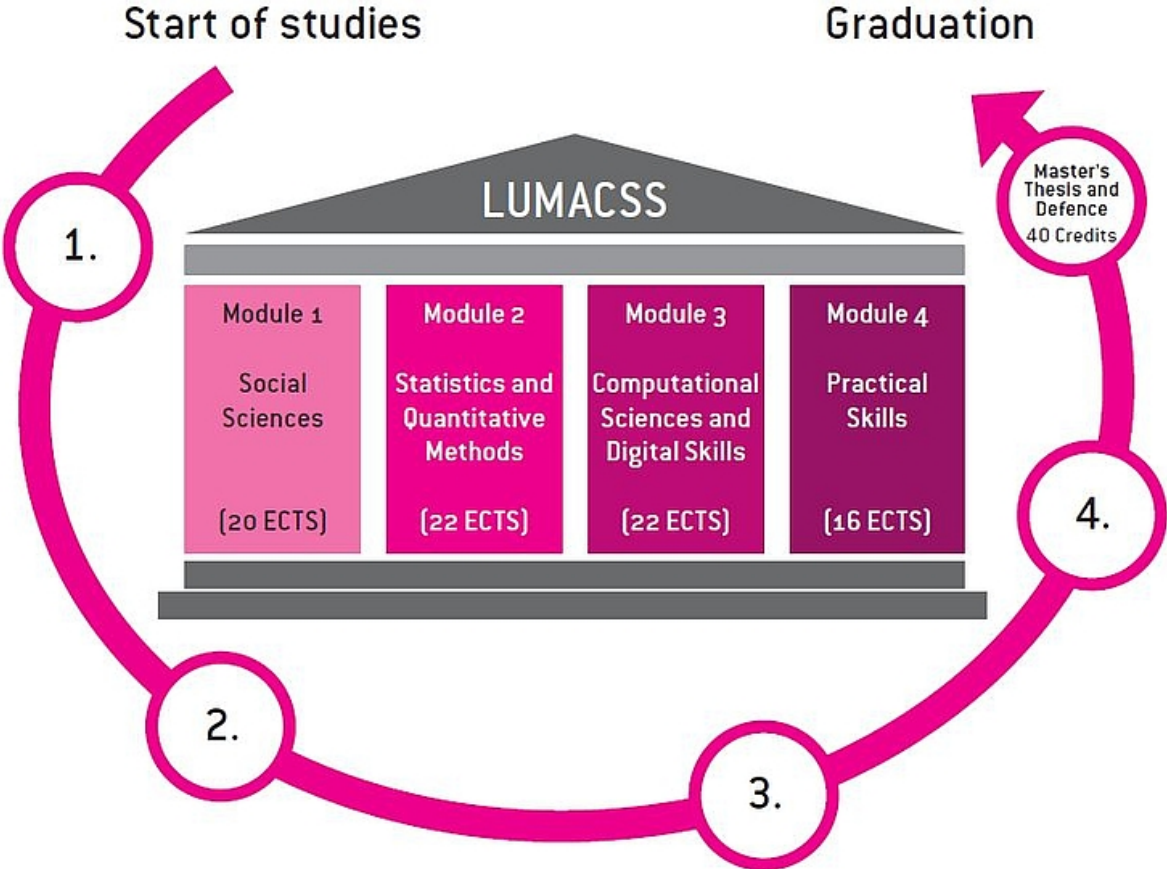 Start of studies
Graduation
1.
Master's
Thesis and
Defence
40 Credits
LUMACSS
Module 1
Social
Sciences
(20 ECTS)
Module 2
Statistics and
Quantitative
Methods
(22 ECTS)
Module 3
Computational
Sciences and
Digital Skills
(22 ECTS)
Module 4
Practical
Skills
(16 ECTS)
4.
2.
3.